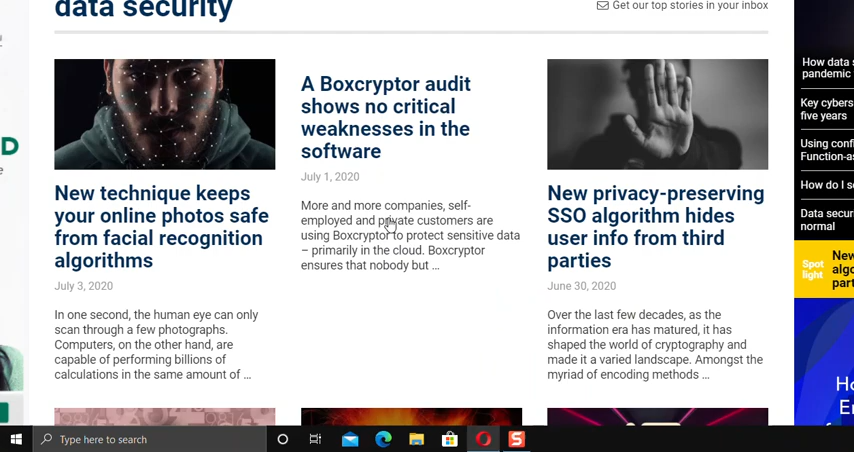 data security
Get our top stories in your inbox
New technique keeps
your online photos safe
from facial recognition
algorithms
July 3, 2020
In one second, the human eye can only
scan through a few photographs.
Computers, on the other hand, are
capable of performing billions of
calculations in the same amount of ...
A Boxcryptor audit
shows no critical
weaknesses in the
software
July 1, 2020
More and more companies, self-
employed and private customers are
using Boxcryptor to protect sensitive data
– primarily in the cloud. Boxcryptor
ensures that nobody but ...
New privacy-preserving
SSO algorithm hides
user info from third
parties
June 30, 2020
Over the last few decades, as the
information era has matured, it has
shaped the world of cryptography and
made it a varied landscape. Amongst the
myriad of encoding methods ...
How data
pandemic
Key cybers
five years
Using conf
Function-a
How do I s
Data secur
normal
Spot
light
New
algo
part
Ho
E
D
e
Type here to search
S